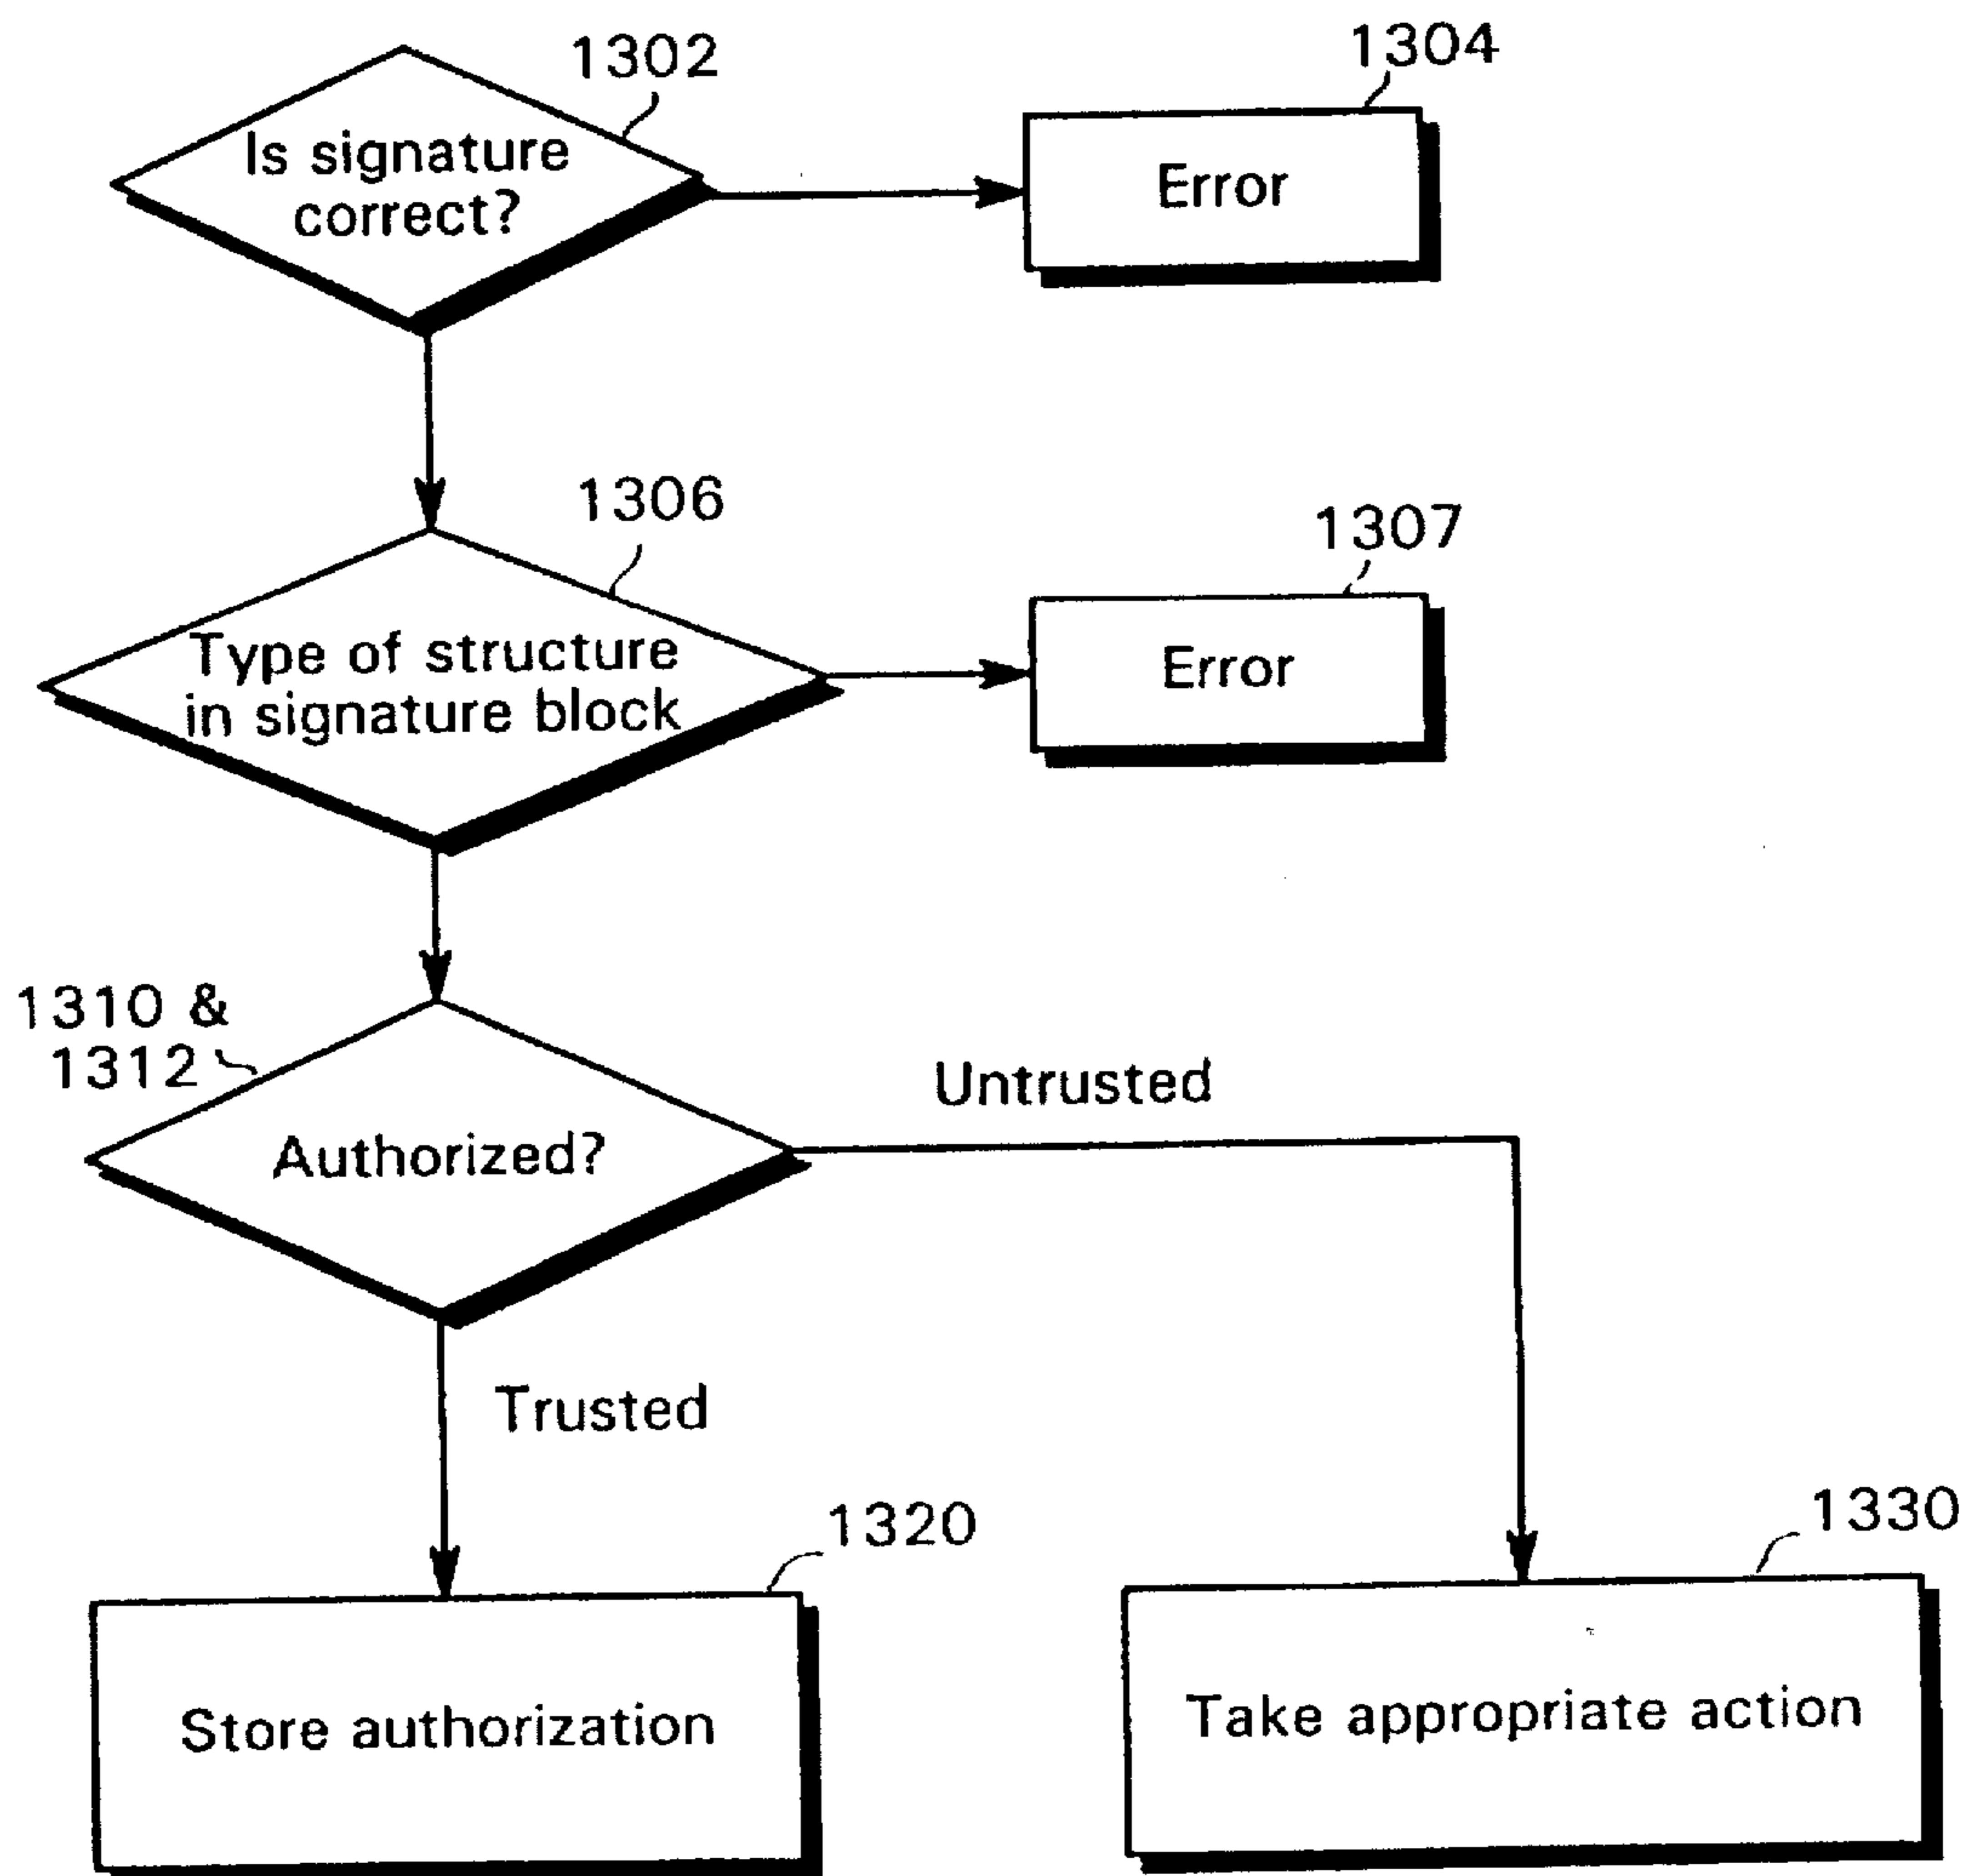 1302
Is signature
correct?
1304
Error
1306
Type of structure
in signature block
1307
Error
1310 &
1312
Authorized?
Untrusted
Trusted
1320
Store authorization
1330
Take appropriate action